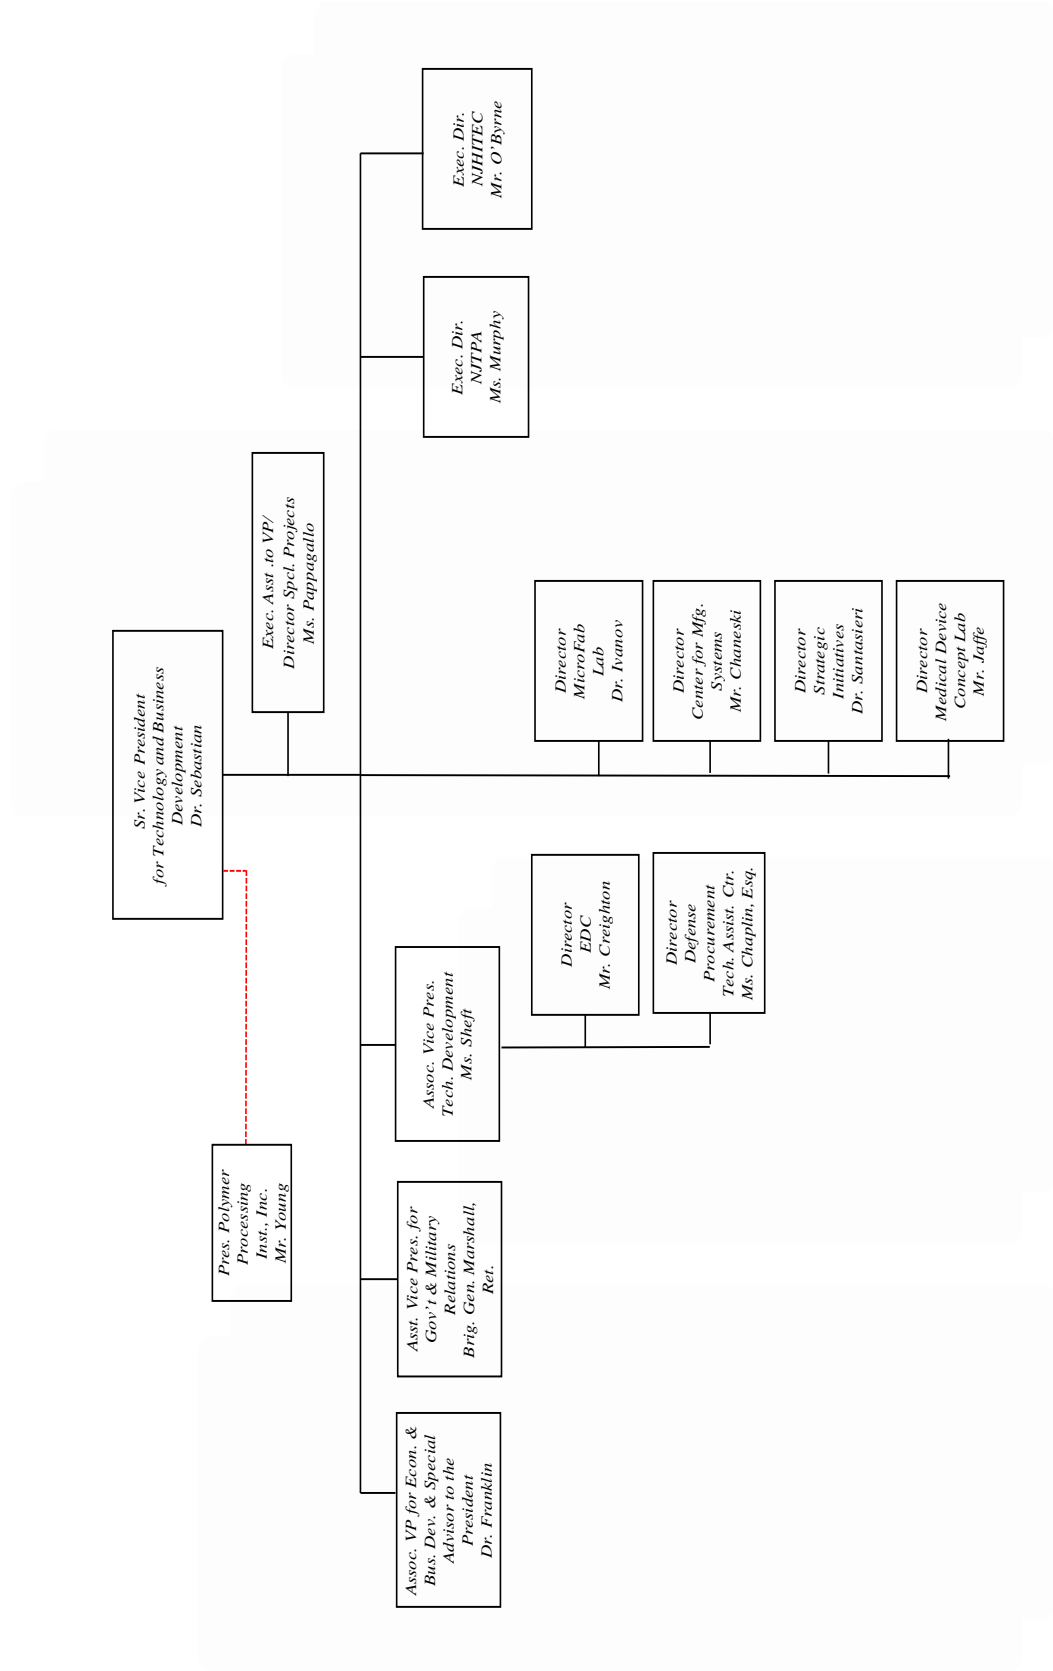 Sr. Vice President
for Technology and Business
Development
Dr. Sebastian
Pres. Polymer
Processing
Inst., Inc.
Mr. Young
Exec. Asst .to VP/
Director Spcl. Projects
Ms. Pappagallo
Assoc. VP for Econ. &
Bus. Dev. & Special
Advisor to the
President
Dr. Franklin
Asst. Vice Pres. for
Gov't & Military
Relations
Brig. Gen. Marshall,
Ret.
Assoc. Vice Pres.
Tech. Development
Ms. Sheft
Exec. Dir.
NJTPA
Ms. Murphy
Exec. Dir.
NJHITEC
Mr. O'Byrne
Director
EDC
Mr. Creighton
Director
MicroFab
Lab
Dr. Ivanov
Director
Defense
Procurement
Tech. Assist. Ctr.
Ms. Chaplin, Esq.
Director
Center for Mfg.
Systems
Mr. Chaneski
Director
Strategic
Initiatives
Dr. Santasieri
Director
Medical Device
Concept Lab
Mr. Jaffe